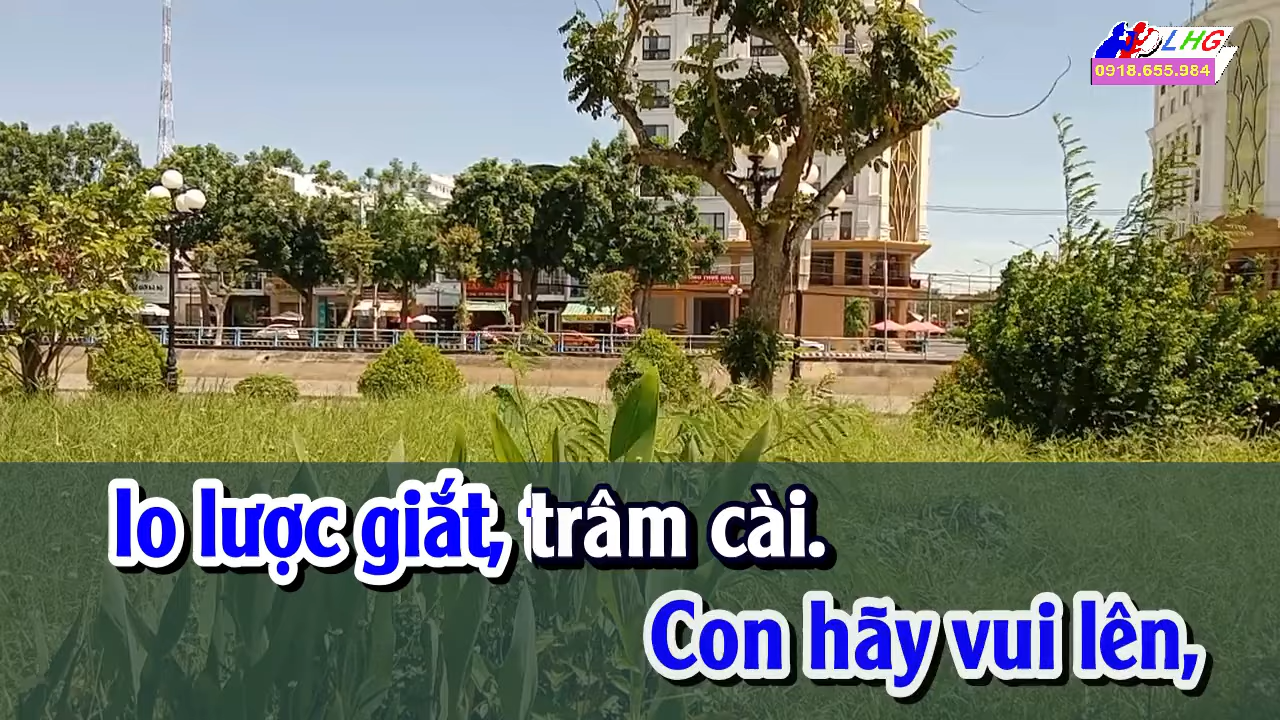 LHG
0918.655.984
lo lược giắt, trâm cài.
Con hãy vui lên,